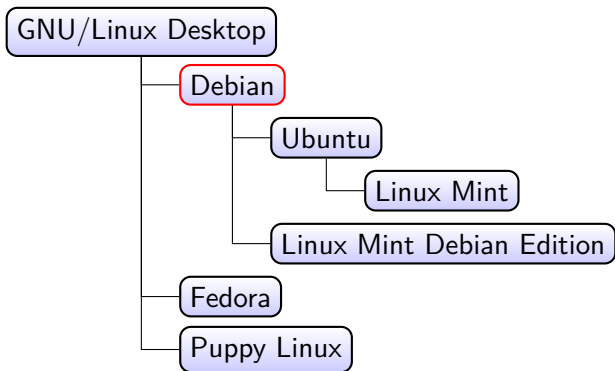 GNU/Linux Desktop
Debian
Ubuntu
Linux Mint
Linux Mint Debian Edition
Fedora
Puppy Linux